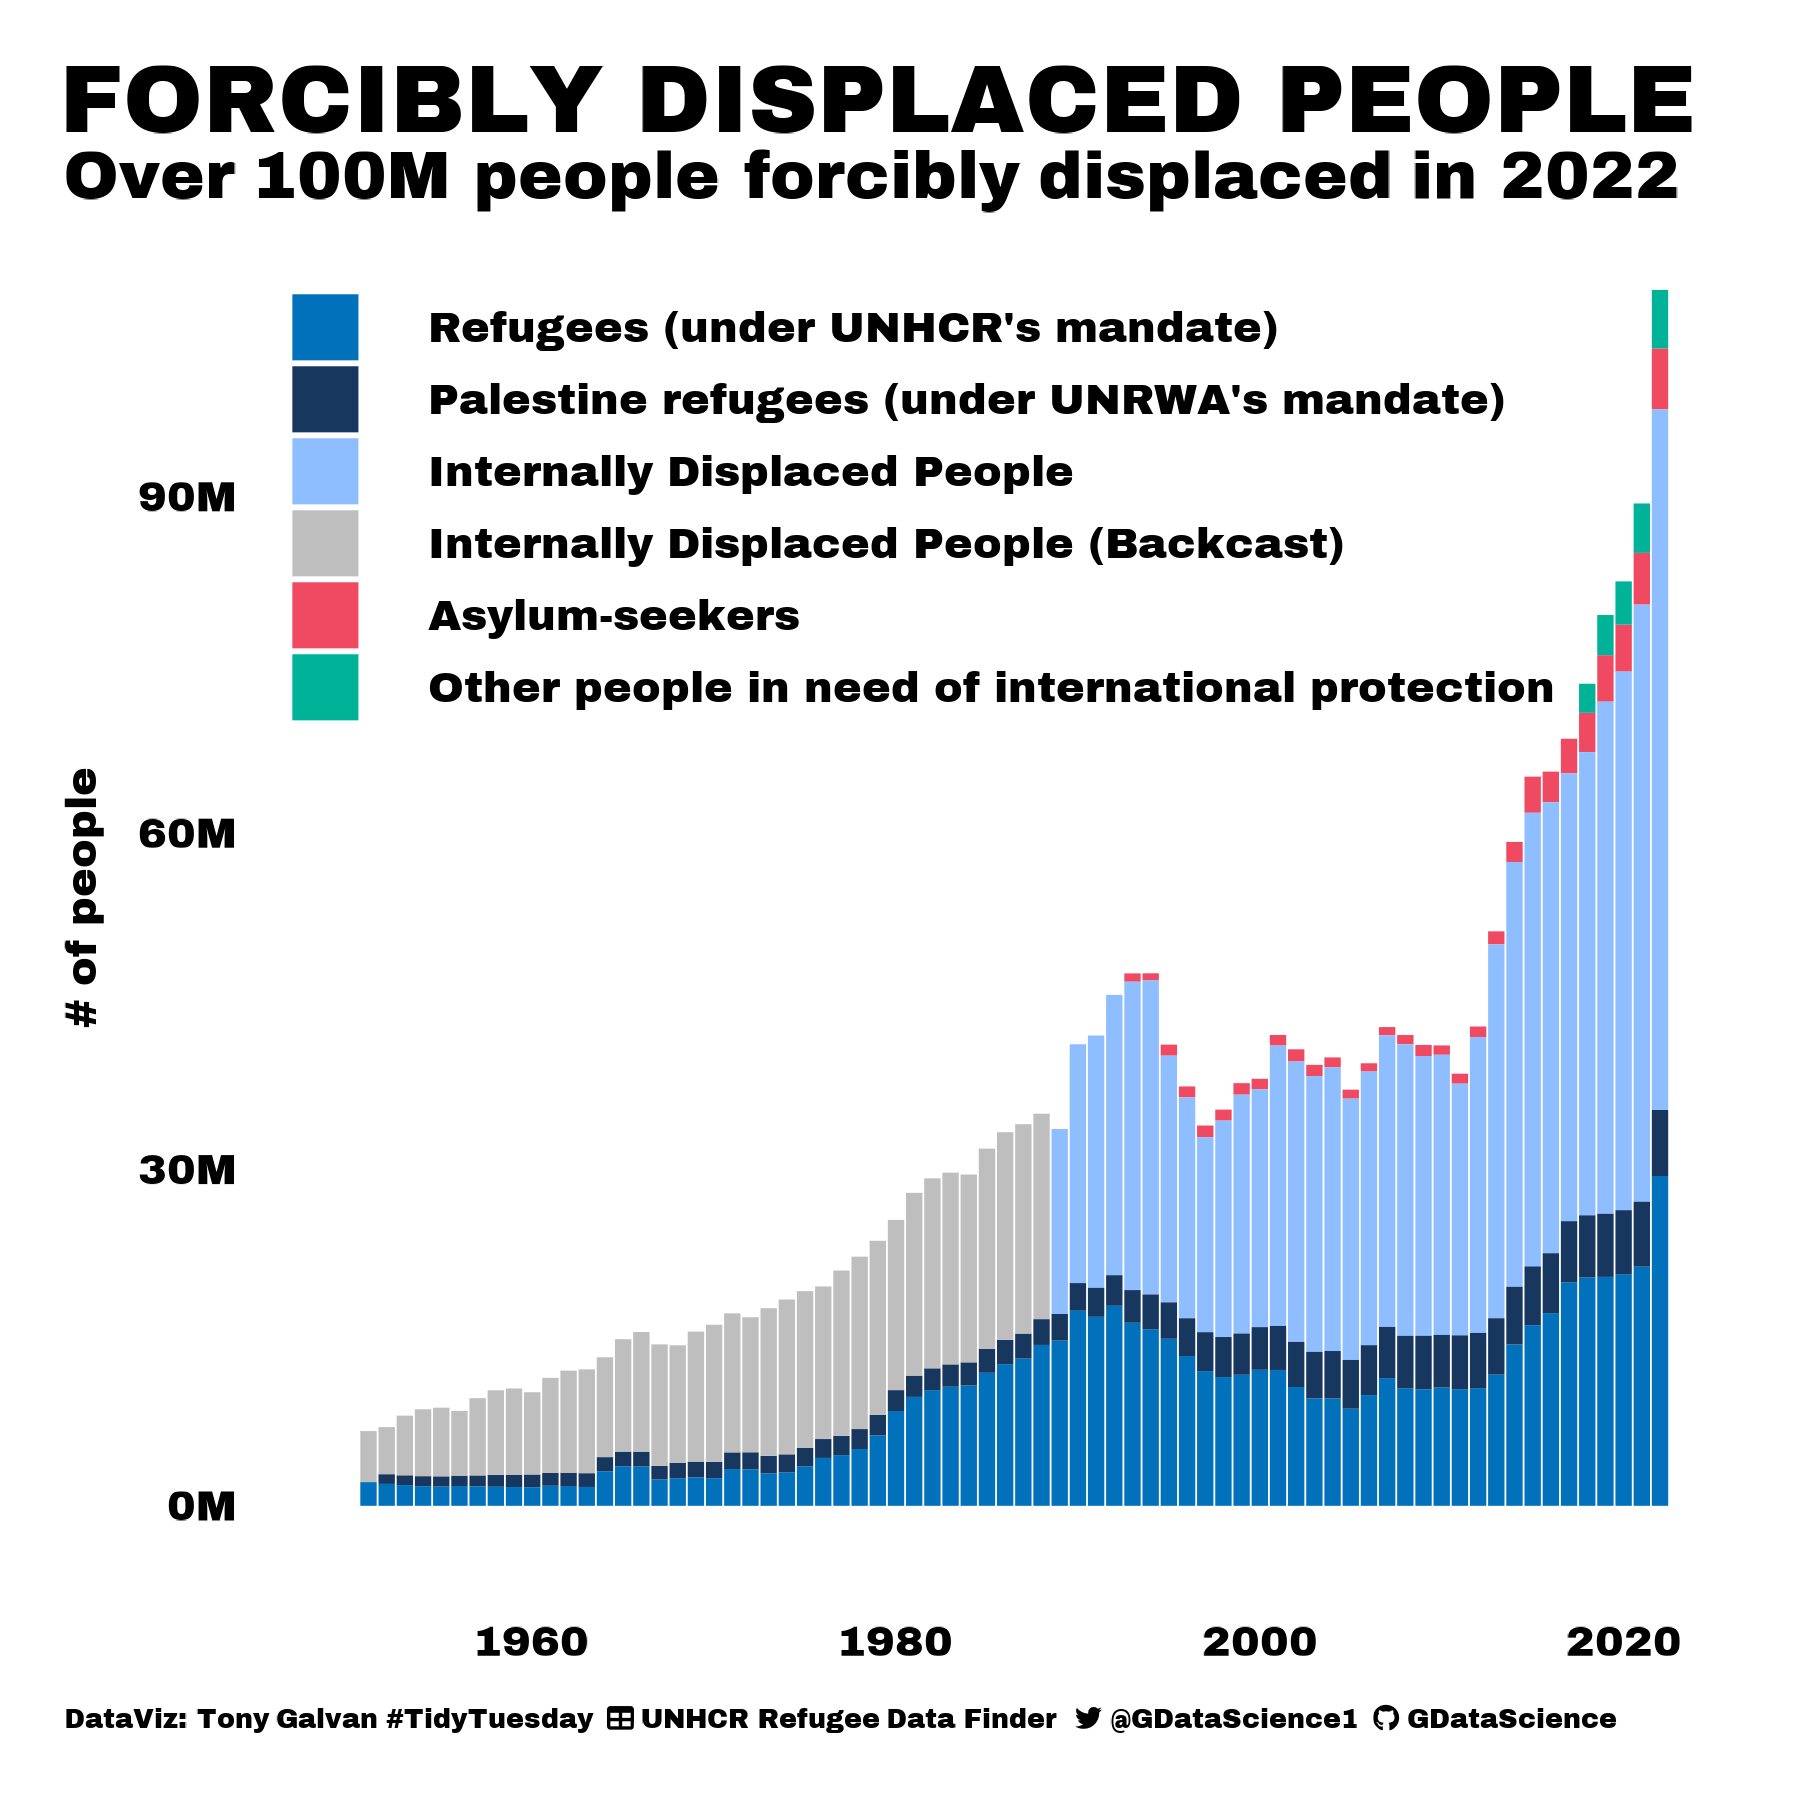 FORCIBLY DISPLACED PEOPLE
Over 100M people forcibly displaced in 2022
Refugees (under UNHCR's mandate)
Palestine refugees (under UNRWA's mandate)
Internally Displaced People
Internally Displaced People (Backcast)
Asylum-seekers
Other people in need of international protection
# of people
90M
60M
30M
0M
1960 1980 2000 2020
DataViz: Tony Galvan #TidyTuesday UNHCR Refugee Data Finder @GDataScience1 GDataScience